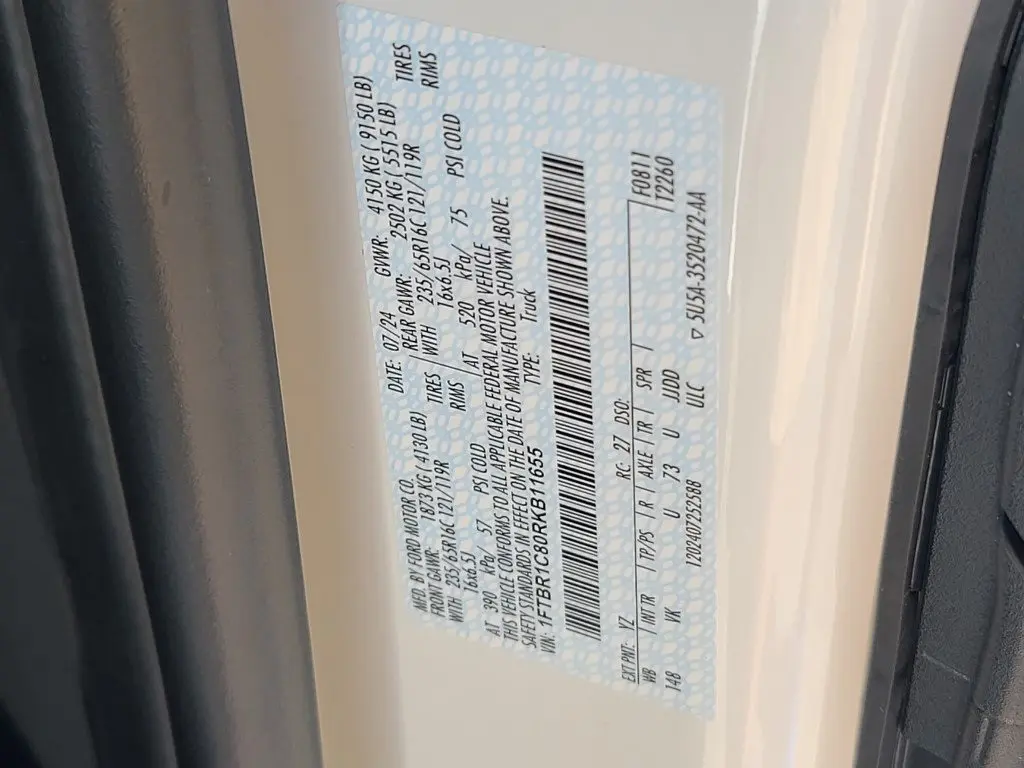 MFD. BY FORD MOTOR CO. DATE: 07/24 GVWR: 4150 KG ( 9150 LB)
FRONT GAWR: 1873 KG ( 4130 LB) REAR GAWR: 2502 KG ( 5515 LB)
WITH 235/65R16C 121/119R TIRES WITH 235/65R16C 121/119R TIRES
16x6.5J RIMS 16x6.5J RIMS
AT 390 kPa/ 57 PSI COLD AT 520 kPa/ 75 PSI COLD
THIS VEHICLE CONFORMS TO ALL APPLICABLE FEDERAL MOTOR VEHICLE
SAFETY STANDARDS IN EFFECT ON THE DATE OF MANUFACTURE SHOWN ABOVE.
VIN: 1FTBR1C80RKB11655 TYPE: Truck
EXT PNT: YZ RC: 27 DSO: F0811
WB / INT TR / TP/PS / R / AXLE / TR / SPR / T2260
148 VK U 73 U JJDD
1202407252588 ULC ▽ 5U5A-3520472-AA